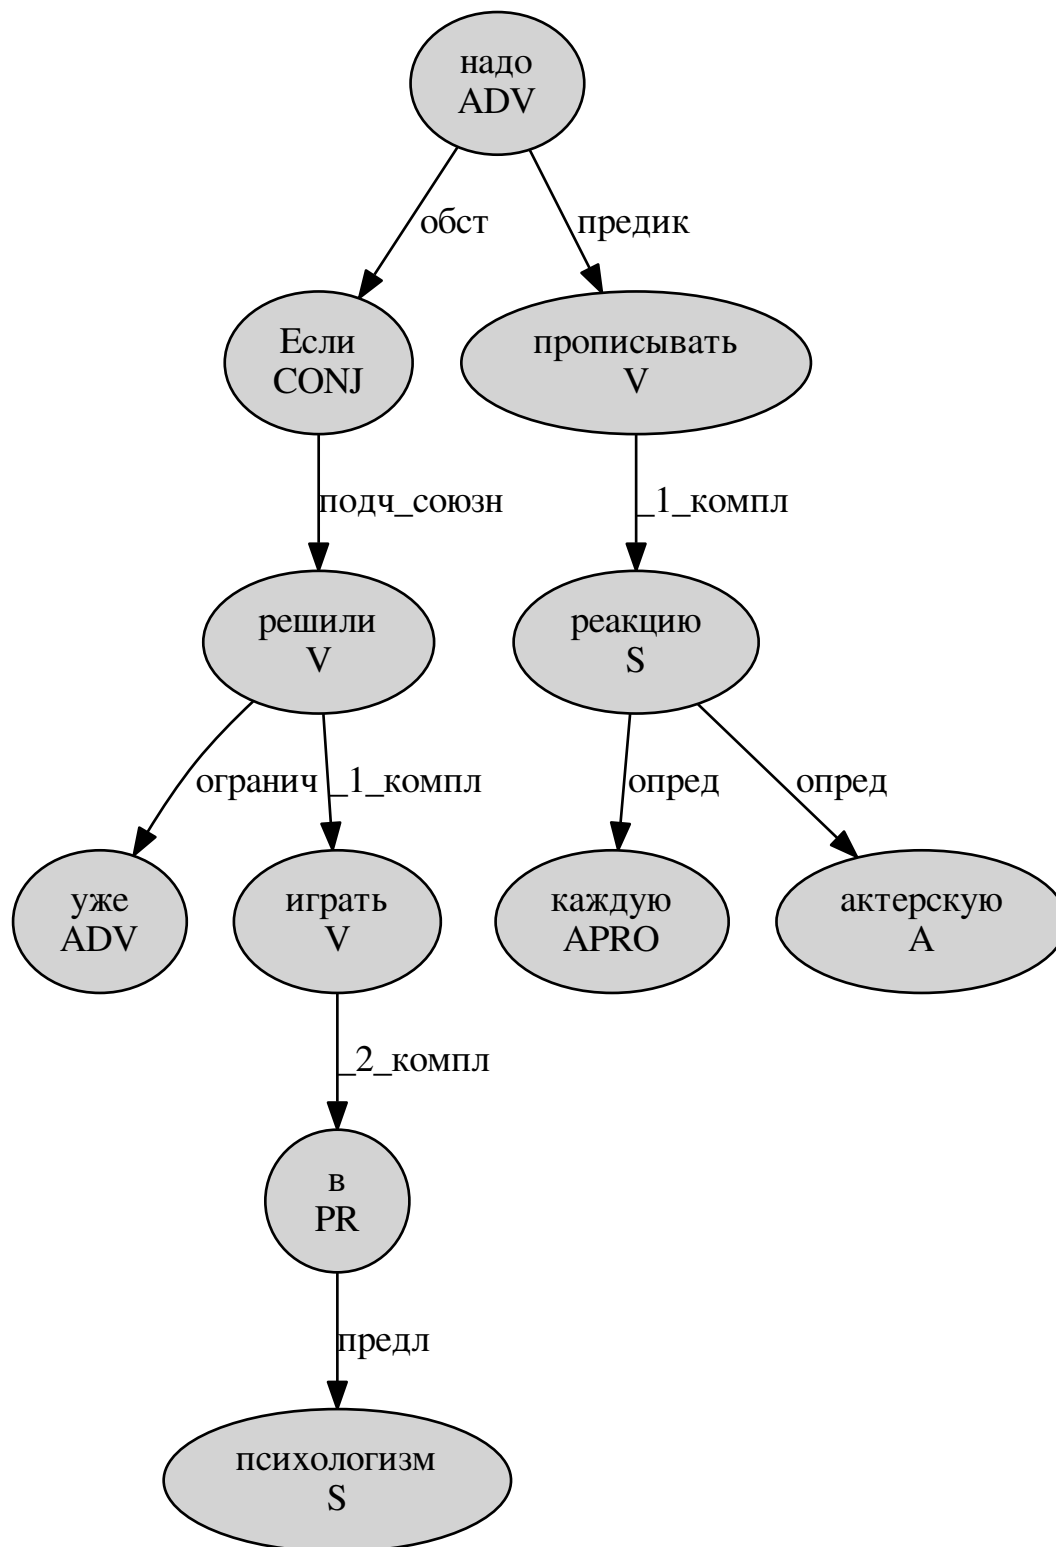 надо
ADV
обст
предик
Если
CONJ
прописывать
V
подч_союзн
_1_компл
решили
V
реакцию
S
огранич
_1_компл
опред
опред
уже
ADV
играть
V
каждую
APRO
актерскую
A
_2_компл
в
PR
предл
психологизм
S